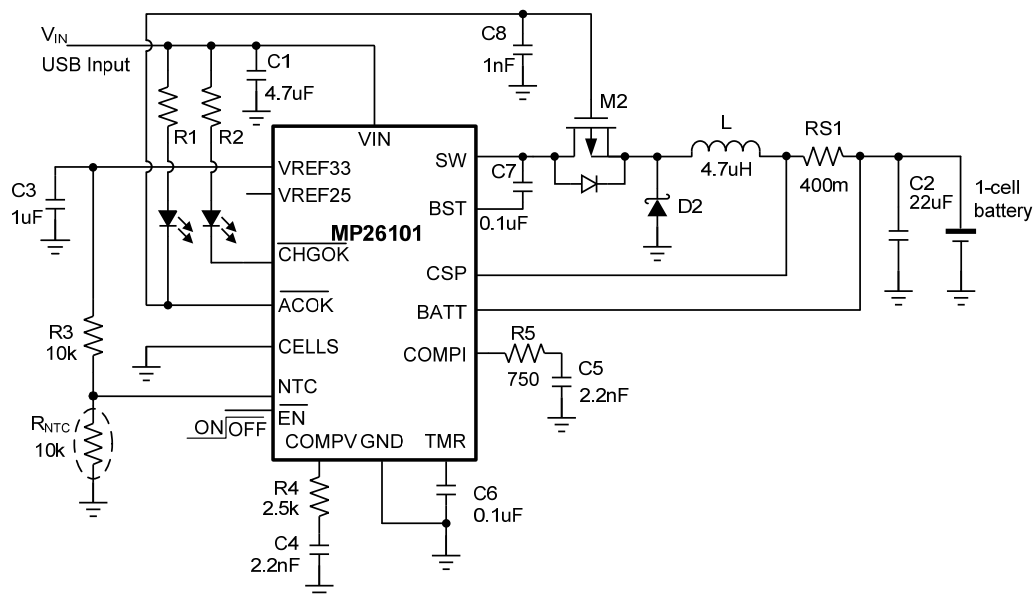 V_IN
USB Input
C8
1nF
C1
4.7uF
R1
R2
M2
VIN
L
4.7uH
RS1
400m
VREF33
SW
C7
0.1uF
C3
1uF
VREF25
BST
D2
C2
22uF
1-cell
battery
MP26101
CHGOK
CSP
ACOK
BATT
R3
10k
CELLS
COMPI
R5
750
C5
2.2nF
NTC
R_NTC
10k
EN
ON OFF
COMPV GND
TMR
R4
2.5k
C6
0.1uF
C4
2.2nF